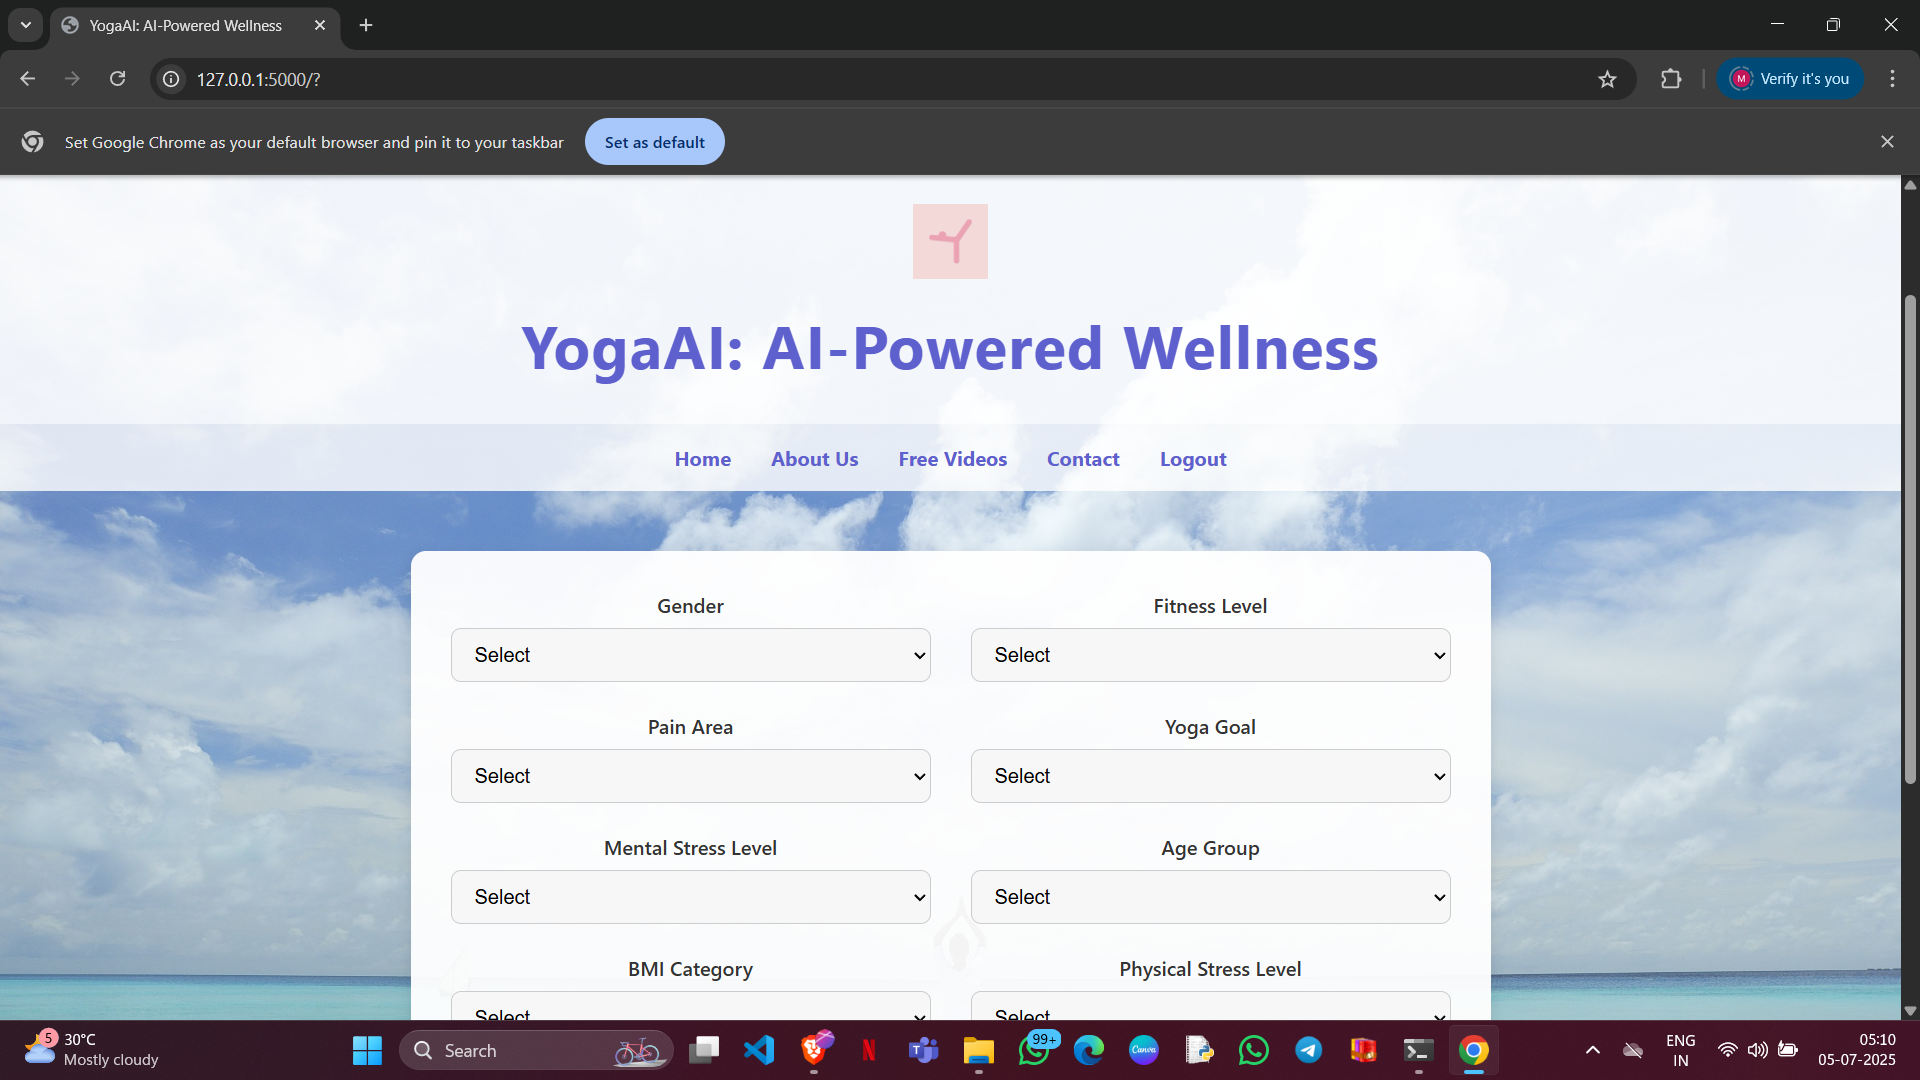 YogaAI: AI-Powered Wellness
127.0.0.1:5000/?
M Verify it's you
Set Google Chrome as your default browser and pin it to your taskbar
Set as default
YogaAI: AI-Powered Wellness
Home About Us Free Videos Contact Logout
Gender Fitness Level
Select Select
Pain Area Yoga Goal
Select Select
Mental Stress Level Age Group
Select Select
BMI Category Physical Stress Level
Select Select
5 30°C
Mostly cloudy
Search
N
T
99+
Canva
ENG
IN
05:10
05-07-2025